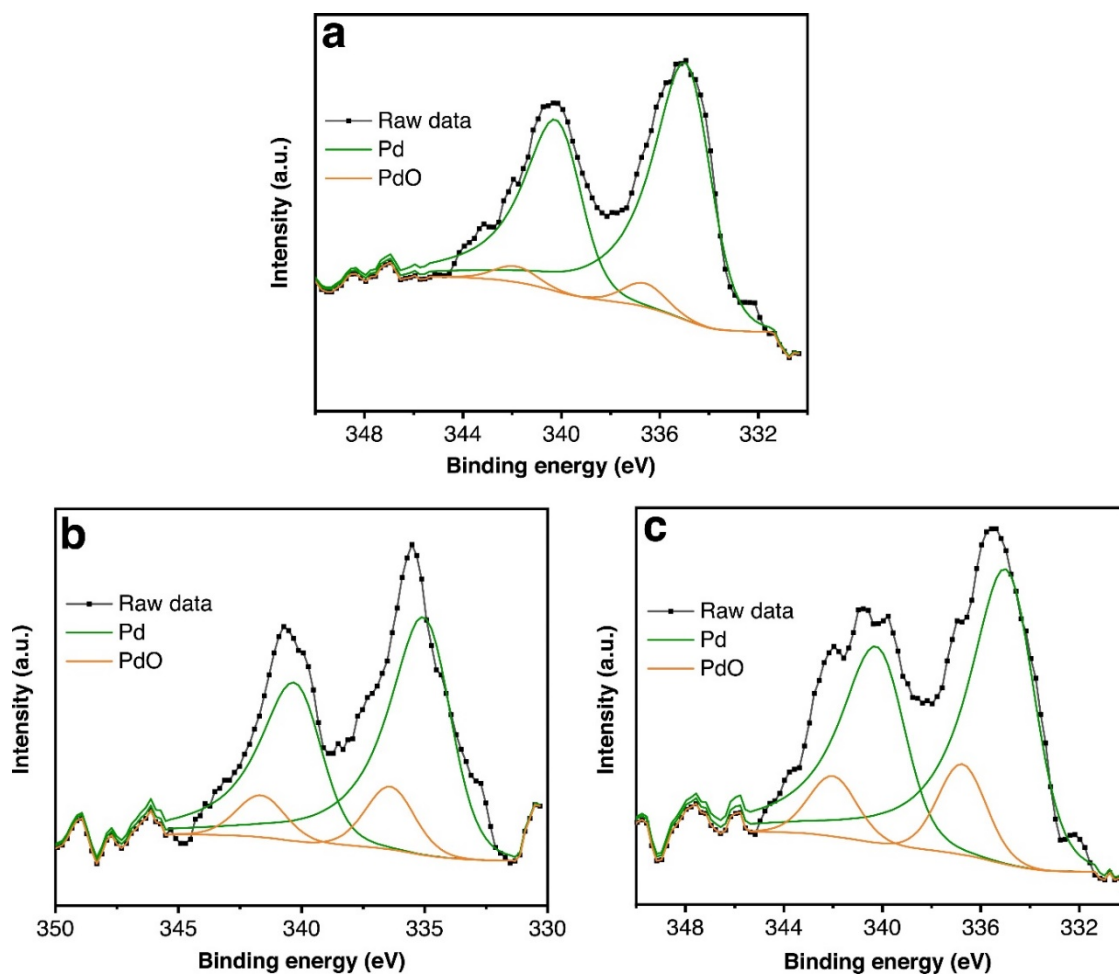 a
Raw data
Pd
PdO
Intensity (a.u.)
348 344 340 336 332
Binding energy (eV)
b
Raw data
Pd
PdO
Intensity (a.u.)
350 345 340 335 330
Binding energy (eV)
c
Raw data
Pd
PdO
Intensity (a.u.)
348 344 340 336 332
Binding energy (eV)